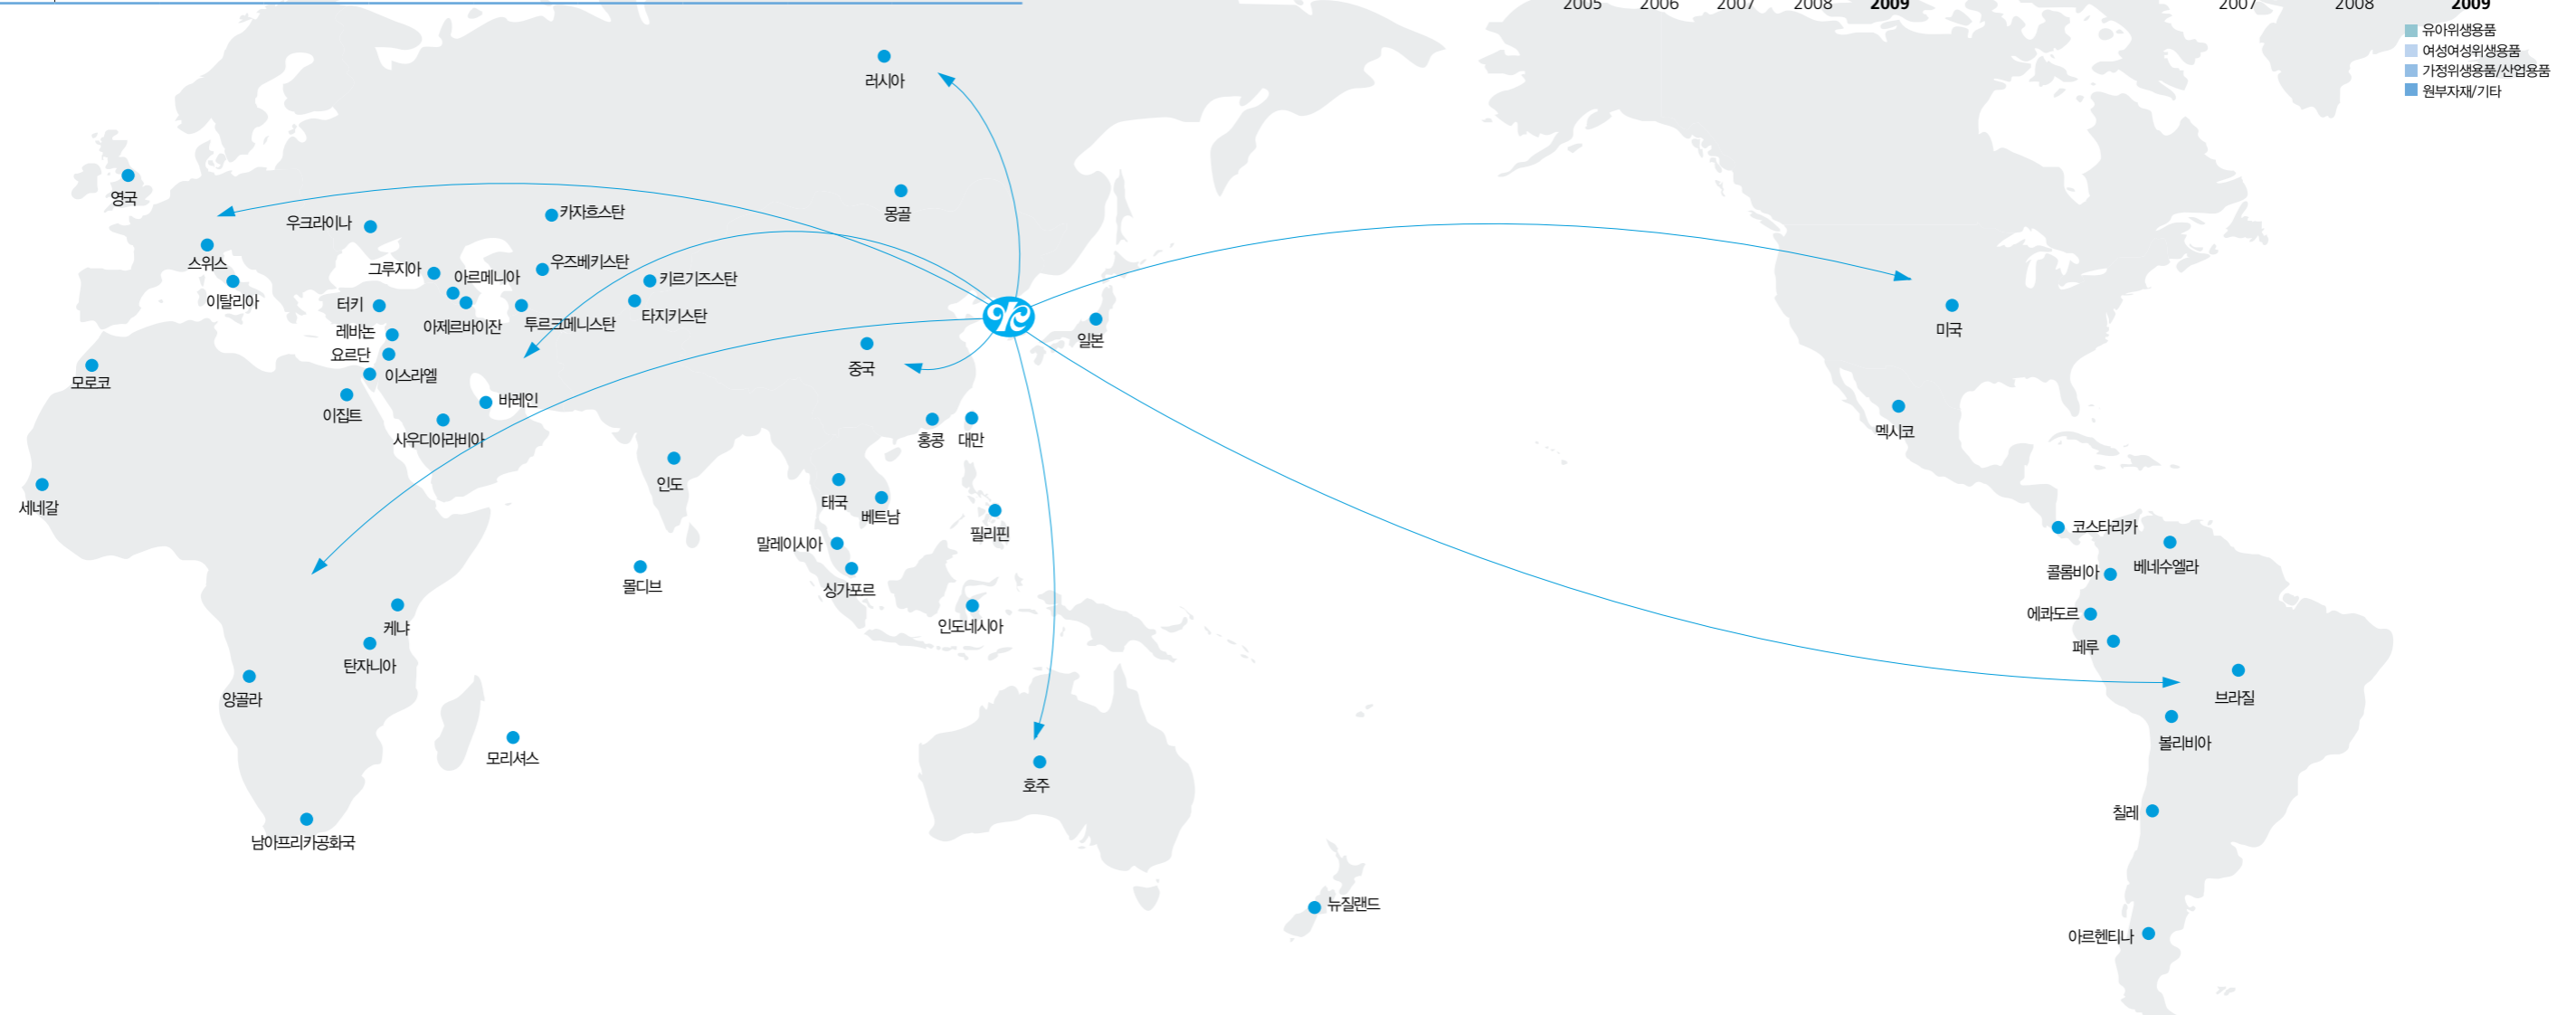 2005 2006 2007 2008 2009
2007 2008 2009
유아위생용품
여성여성위생용품
가정위생용품/산업용품
원부자재/기타
러시아
영국
몽골
카자흐스탄
우크라이나
스위스
우즈베키스탄
그루지아
아르메니아
키르기즈스탄
이탈리아
터키
타지키스탄
투르크메니스탄
아제르바이잔
레바논
일본
미국
요르단
중국
이스라엘
모로코
바레인
이집트
멕시코
사우디아라비아
홍콩
대만
인도
태국
세네갈
베트남
코스타리카
필리핀
말레이시아
베네수엘라
콜롬비아
몰디브
싱가포르
에콰도르
케냐
인도네시아
페루
탄자니아
브라질
앙골라
볼리비아
모리셔스
호주
칠레
남아프리카공화국
뉴질랜드
아르헨티나